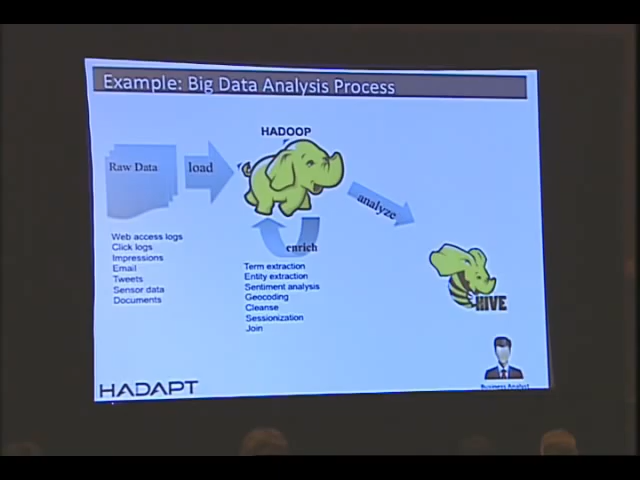 Example: Big Data Analysis Process
HADOOP
Raw Data
load
analyze
enrich
Web access logs
Click logs
Impressions
Email
Tweets
Sensor data
Documents
Term extraction
Entity extraction
Sentiment analysis
Geocoding
Cleanse
Sessionization
Join
HIVE
HADAPT
Business Analyst